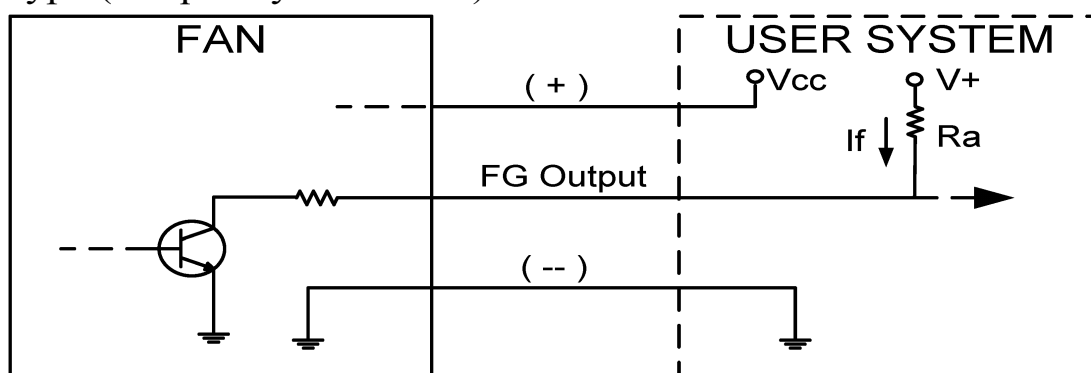 FAN
USER SYSTEM
( + )
Vcc
V+
If
Ra
FG Output
( -- )